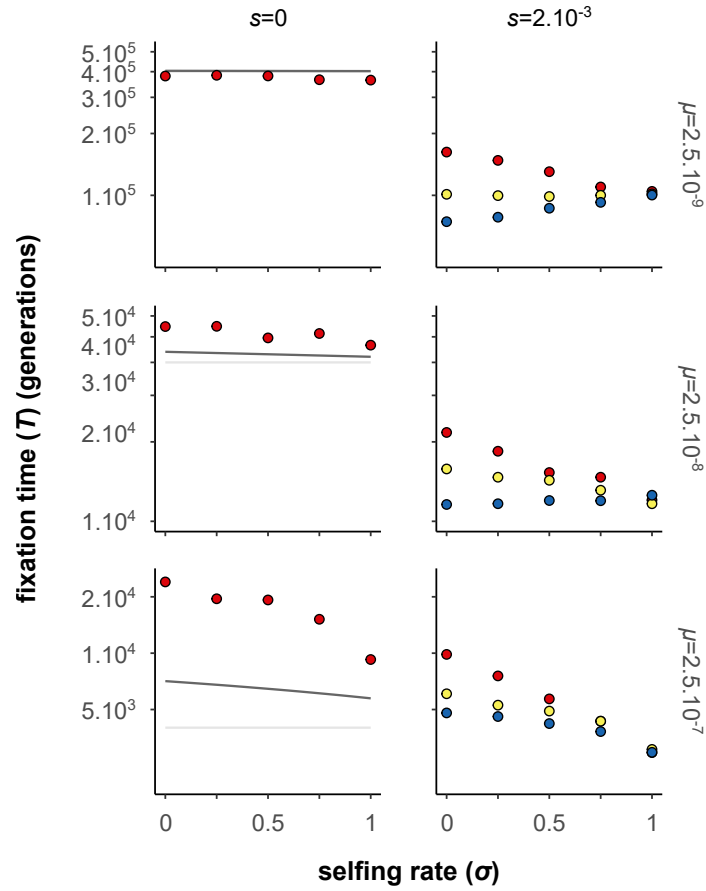 s=0 s=2.10⁻³
5.10⁵
4.10⁵
3.10⁵
2.10⁵
1.10⁵
μ=2.5.10⁻⁹
5.10⁴
4.10⁴
3.10⁴
2.10⁴
1.10⁴
μ=2.5.10⁻⁸
2.10⁴
1.10⁴
5.10³
μ=2.5.10⁻⁷
fixation time (T) (generations)
0 0.5 1 0 0.5 1
selfing rate (σ)